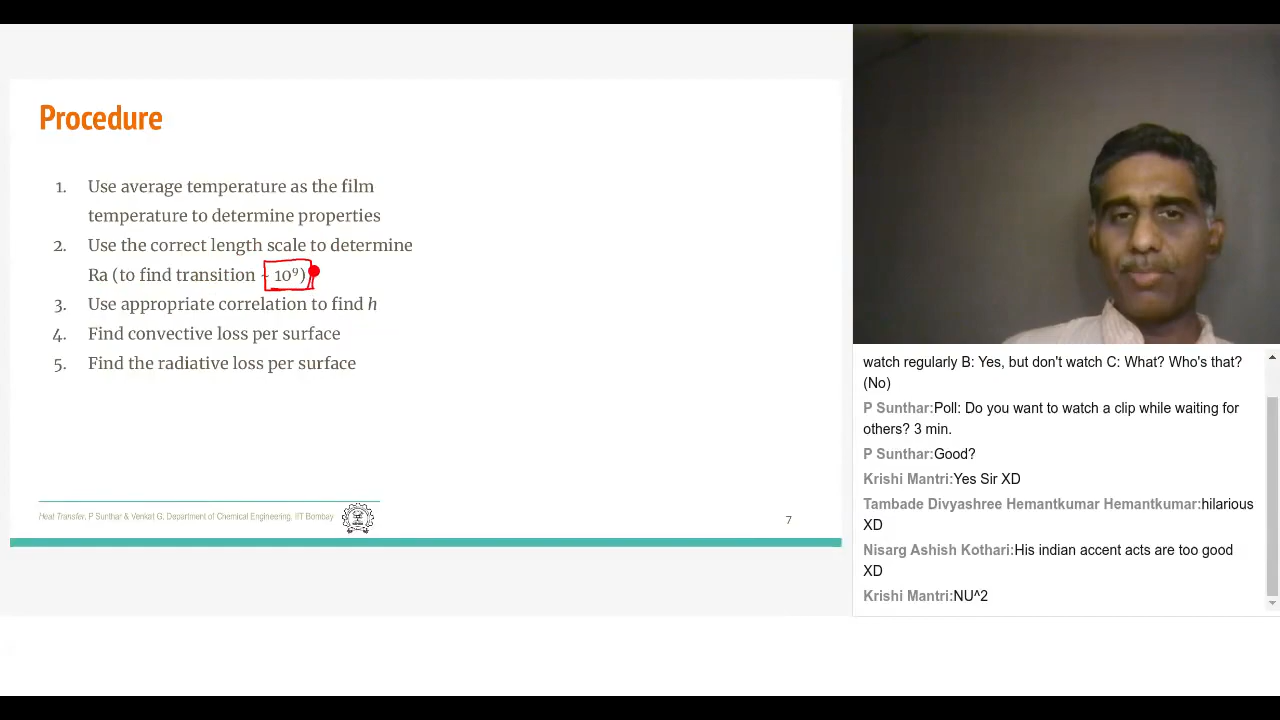 Procedure
1. Use average temperature as the film
temperature to determine properties
2. Use the correct length scale to determine
Ra (to find transition ~ 10⁹)
3. Use appropriate correlation to find h
4. Find convective loss per surface
5. Find the radiative loss per surface
Heat Transfer, P Sunthar & Venkat G, Department of Chemical Engineering, IIT Bombay
7
watch regularly B: Yes, but don't watch C: What? Who's that?
(No)
P Sunthar:Poll: Do you want to watch a clip while waiting for
others? 3 min.
P Sunthar:Good?
Krishi Mantri:Yes Sir XD
Tambade Divyashree Hemantkumar Hemantkumar:hilarious
XD
Nisarg Ashish Kothari:His indian accent acts are too good
XD
Krishi Mantri:NU^2